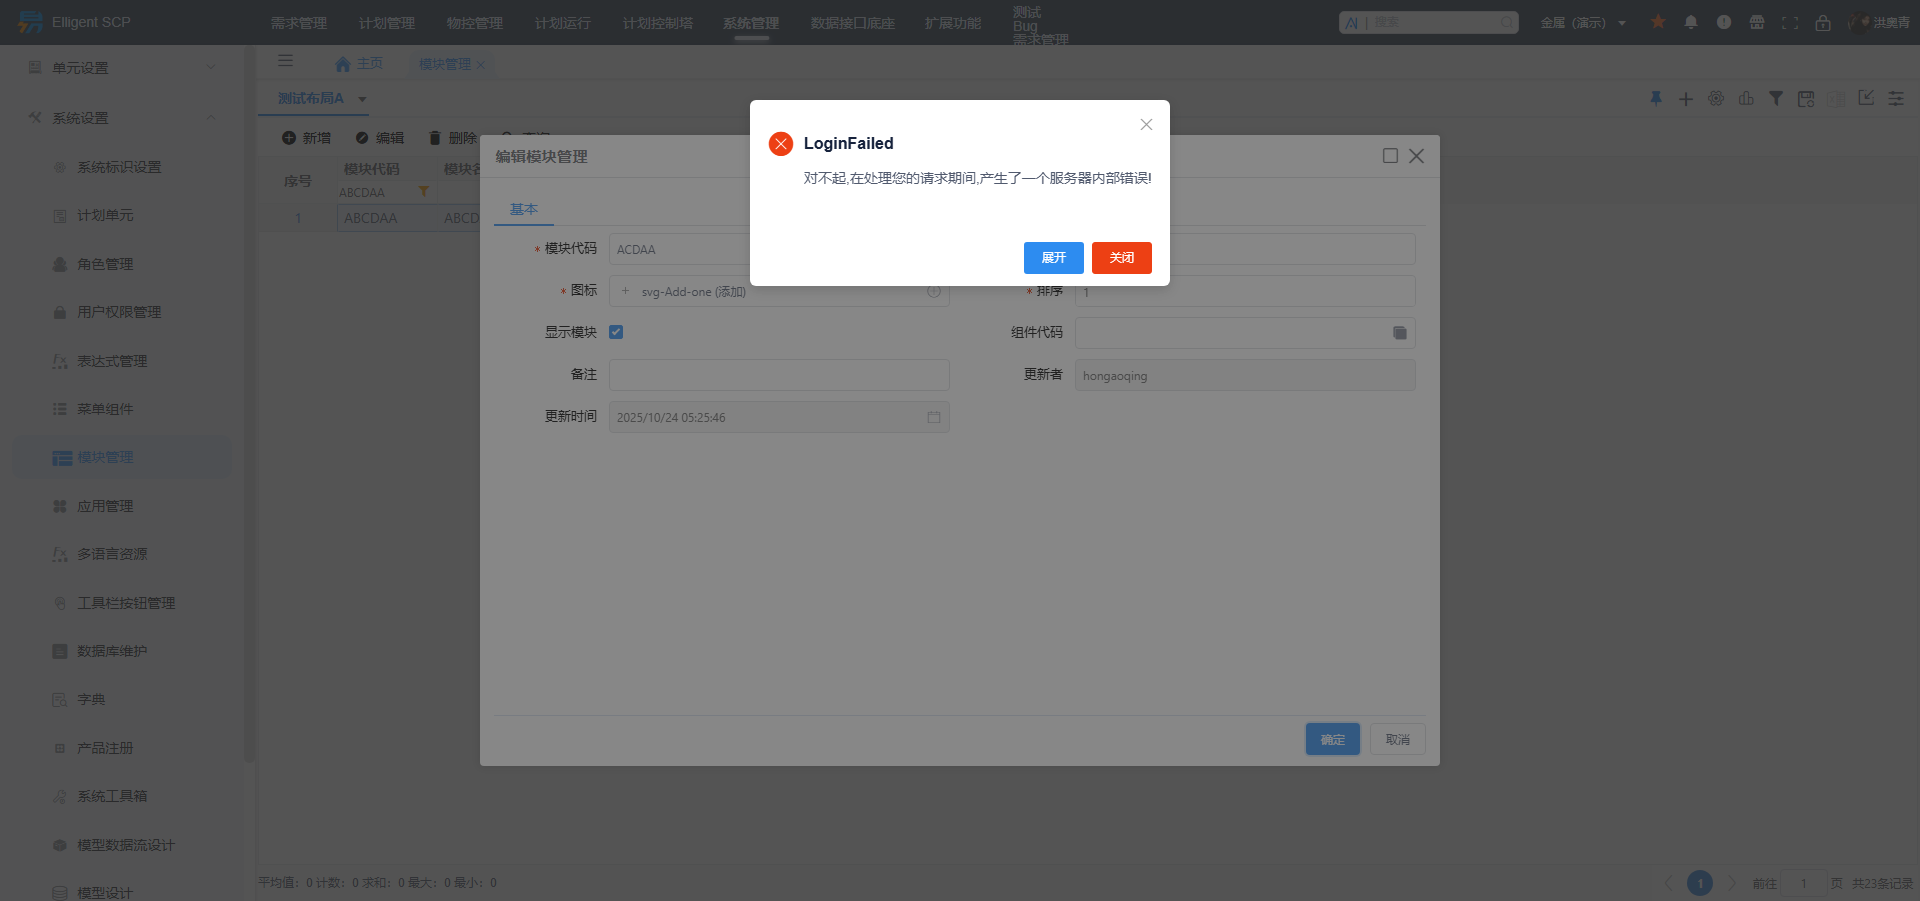 Elligent SCP
需求管理
计划管理
物控管理
计划运行
计划控制塔
系统管理
数据接口底座
扩展功能
测试
Bug
需求管理
AI | 搜索
金属（演示）
洪奥青
单元设置
系统设置
系统标识设置
计划单元
角色管理
用户权限管理
表达式管理
菜单组件
模块管理
应用管理
多语言资源
工具栏按钮管理
数据库维护
字典
产品注册
系统工具箱
模型数据流设计
模型设计
主页
模块管理
测试布局A
新增
编辑
删除
序号
模块代码
ABCDAA
1
ABCDAA
编辑模块管理
基本
* 模块代码
ACDAA
* 图标
svg-Add-one (添加)
* 排序
1
显示模块
组件代码
备注
更新者
hongaoqing
更新时间
2025/10/24 05:25:46
确定
取消
LoginFailed
对不起,在处理您的请求期间,产生了一个服务器内部错误!
展开
关闭
平均值: 0 计数: 0 求和: 0 最大: 0 最小: 0
1
前往
1
页
共23条记录